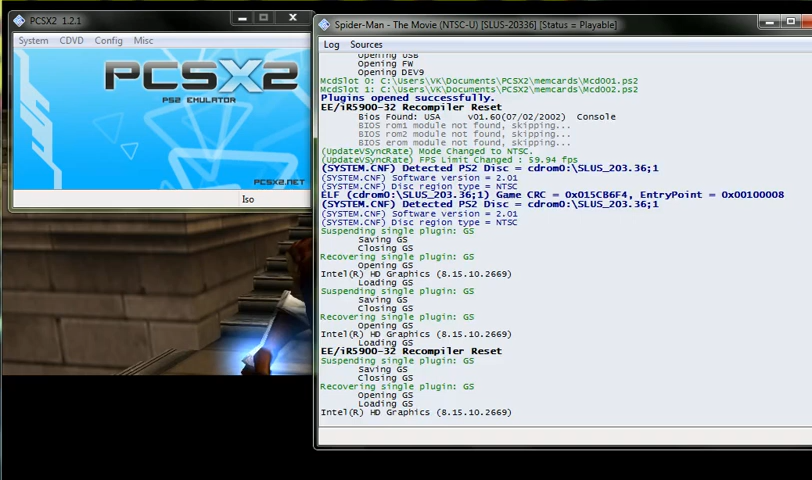 PCSX2 1.2.1
System CDVD Config Misc
PCSX2
PS2 EMULATOR
PCSX2.NET
Iso
Spider-Man - The Movie (NTSC-U) [SLUS-20336] [Status = Playable]
Log Sources
Opening USB
Opening FW
Opening DEV9
McdSlot 0: C:\Users\VK\Documents\PCSX2\memcards\Mcd001.ps2
McdSlot 1: C:\Users\VK\Documents\PCSX2\memcards\Mcd002.ps2
Plugins opened successfully.
EE/iR5900-32 Recompiler Reset
Bios Found: USA v01.60(07/02/2002) Console
BIOS rom1 module not found, skipping...
BIOS rom2 module not found, skipping...
BIOS erom module not found, skipping...
(UpdateVSyncRate) Mode Changed to NTSC.
(UpdateVSyncRate) FPS Limit Changed : 59.94 fps
(SYSTEM.CNF) Detected PS2 Disc = cdrom0:\SLUS_203.36;1
(SYSTEM.CNF) Software version = 2.01
(SYSTEM.CNF) Disc region type = NTSC
ELF (cdrom0:\SLUS_203.36;1) Game CRC = 0x015CB6F4, EntryPoint = 0x00100008
(SYSTEM.CNF) Detected PS2 Disc = cdrom0:\SLUS_203.36;1
(SYSTEM.CNF) Software version = 2.01
(SYSTEM.CNF) Disc region type = NTSC
Suspending single plugin: GS
Saving GS
Closing GS
Recovering single plugin: GS
Opening GS
Intel(R) HD Graphics (8.15.10.2669)
Loading GS
Suspending single plugin: GS
Saving GS
Closing GS
Recovering single plugin: GS
Opening GS
Intel(R) HD Graphics (8.15.10.2669)
Loading GS
EE/iR5900-32 Recompiler Reset
Suspending single plugin: GS
Saving GS
Closing GS
Recovering single plugin: GS
Opening GS
Loading GS
Intel(R) HD Graphics (8.15.10.2669)